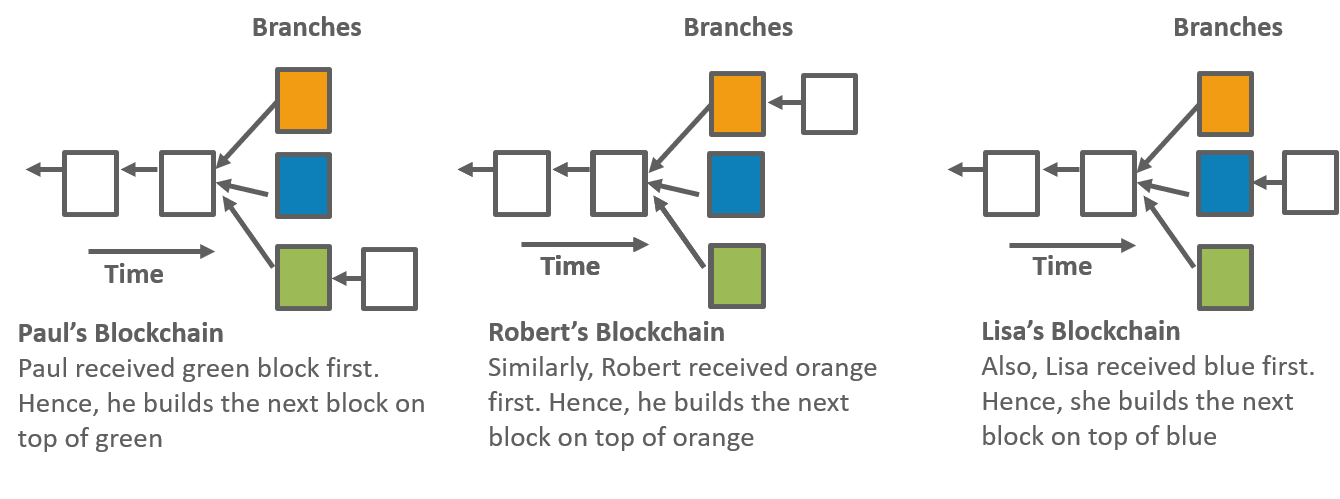 Branches
Time
Paul's Blockchain
Paul received green block first.
Hence, he builds the next block on
top of green
Branches
Time
Robert's Blockchain
Similarly, Robert received orange
first. Hence, he builds the next
block on top of orange
Branches
Time
Lisa's Blockchain
Also, Lisa received blue first.
Hence, she builds the next
block on top of blue